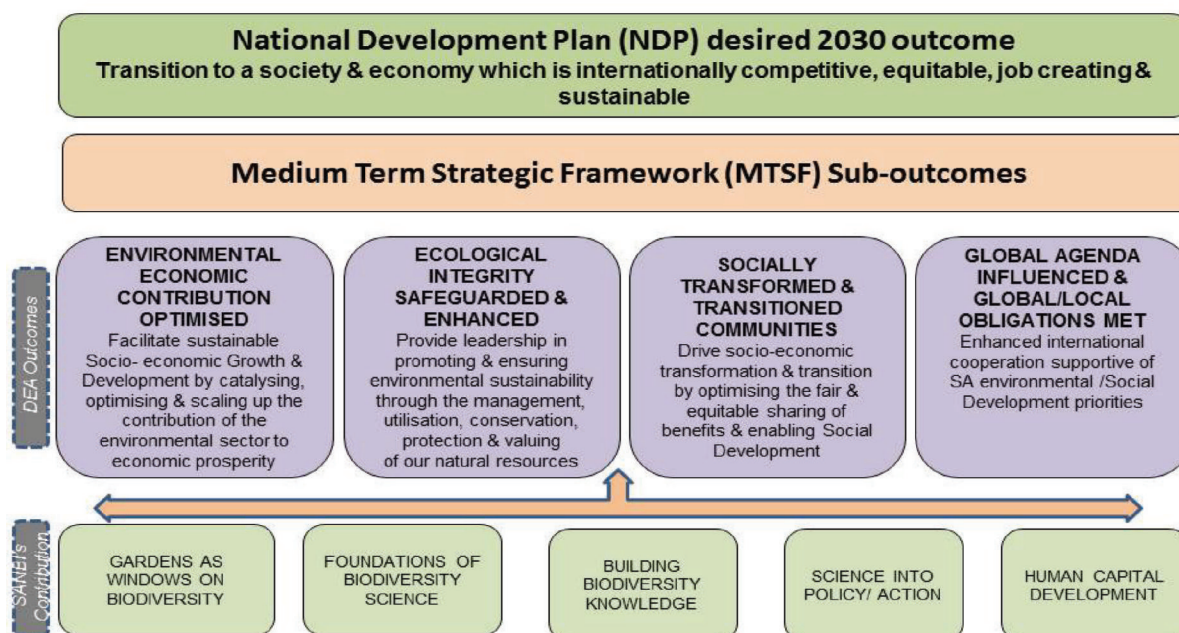 National Development Plan (NDP) desired 2030 outcome
Transition to a society & economy which is internationally competitive, equitable, job creating &
sustainable
Medium Term Strategic Framework (MTSF) Sub-outcomes
DEA Outcomes
ENVIRONMENTAL
ECONOMIC
CONTRIBUTION
OPTIMISED
Facilitate sustainable
Socio- economic Growth &
Development by catalysing,
optimising & scaling up the
contribution of the
environmental sector to
economic prosperity
ECOLOGICAL
INTEGRITY
SAFEGUARDED &
ENHANCED
Provide leadership in
promoting & ensuring
environmental sustainability
through the management,
utilisation, conservation,
protection & valuing
of our natural resources
SOCIALLY
TRANSFORMED &
TRANSITIONED
COMMUNITIES
Drive socio-economic
transformation & transition
by optimising the fair &
equitable sharing of
benefits & enabling Social
Development
GLOBAL AGENDA
INFLUENCED &
GLOBAL/LOCAL
OBLIGATIONS MET
Enhanced international
cooperation supportive of
SA environmental /Social
Development priorities
SANBI's
Contribution
GARDENS AS
WINDOWS ON
BIODIVERSITY
FOUNDATIONS OF
BIODIVERSITY
SCIENCE
BUILDING
BIODIVERSITY
KNOWLEDGE
SCIENCE INTO
POLICY/ ACTION
HUMAN CAPITAL
DEVELOPMENT